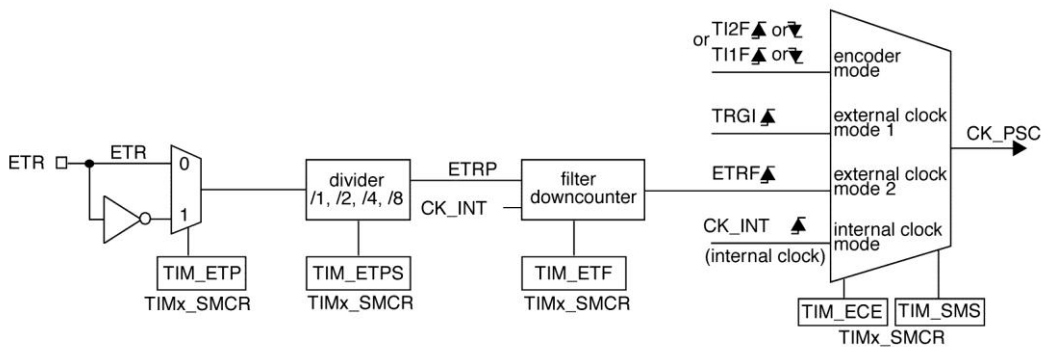 ETR
ETR
0
1
TIM_ETP
TIMx_SMCR
divider
/1, /2, /4, /8
TIM_ETPS
TIMx_SMCR
ETRP
CK_INT
filter
downcounter
TIM_ETF
TIMx_SMCR
or TI2F or
TI1F or
encoder
mode
TRGI
external clock
mode 1
ETRF
external clock
mode 2
CK_INT
(internal clock)
internal clock
mode
CK_PSC
TIM_ECE
TIM_SMS
TIMx_SMCR